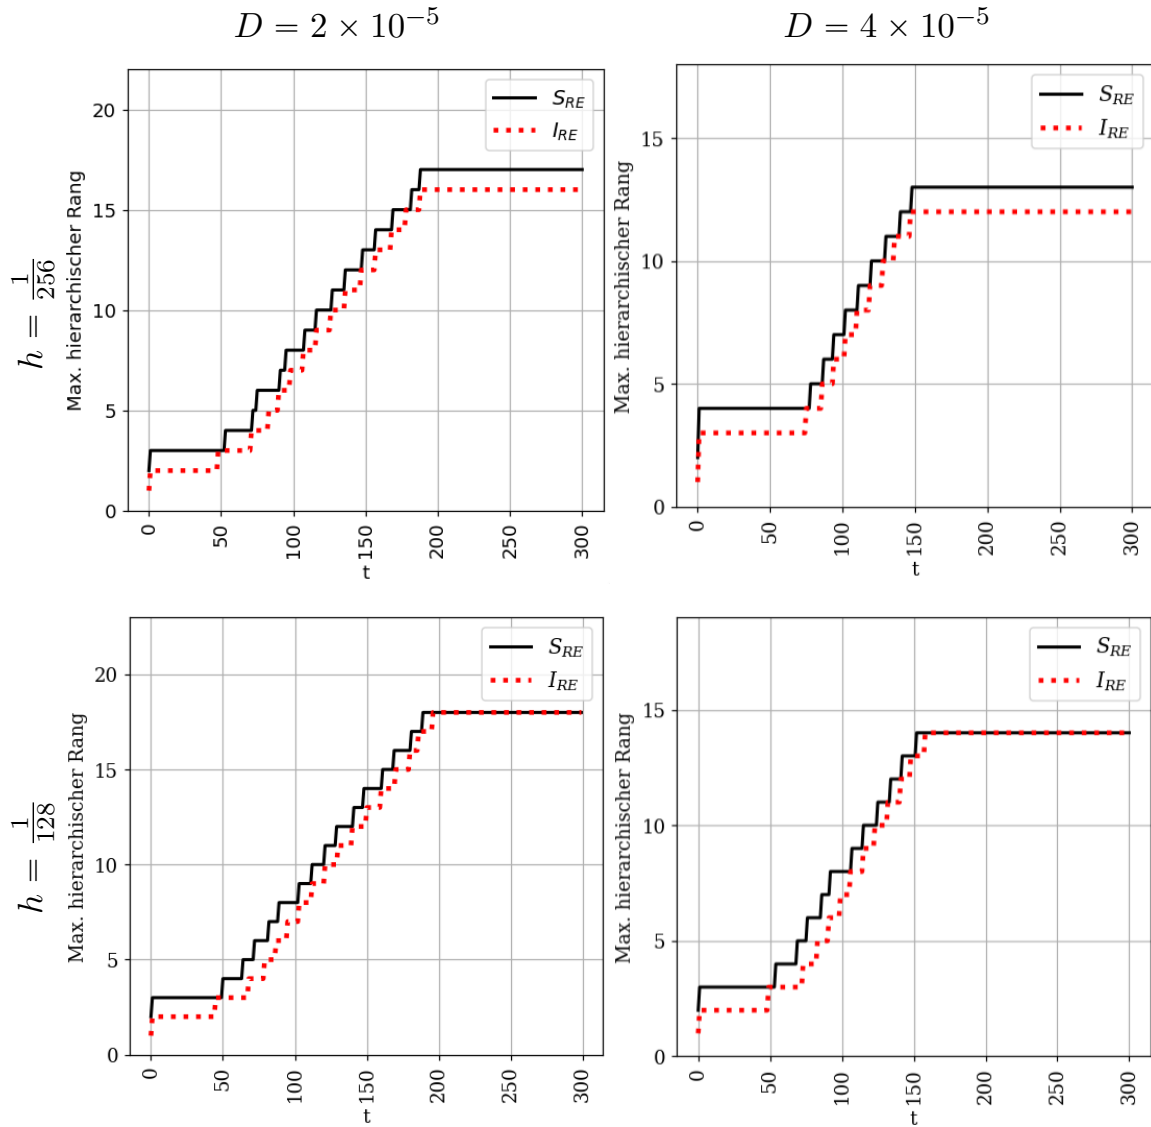 D = 2 × 10⁻⁵
D = 4 × 10⁻⁵
h = 1/256
Max. hierarchischer Rang
20
15
10
5
0
S_RE
I_RE
0 50 100 150 200 250 300
t
Max. hierarchischer Rang
15
10
5
0
S_RE
I_RE
0 50 100 150 200 250 300
t
h = 1/128
Max. hierarchischer Rang
20
15
10
5
0
S_RE
I_RE
0 50 100 150 200 250 300
t
Max. hierarchischer Rang
15
10
5
0
S_RE
I_RE
0 50 100 150 200 250 300
t